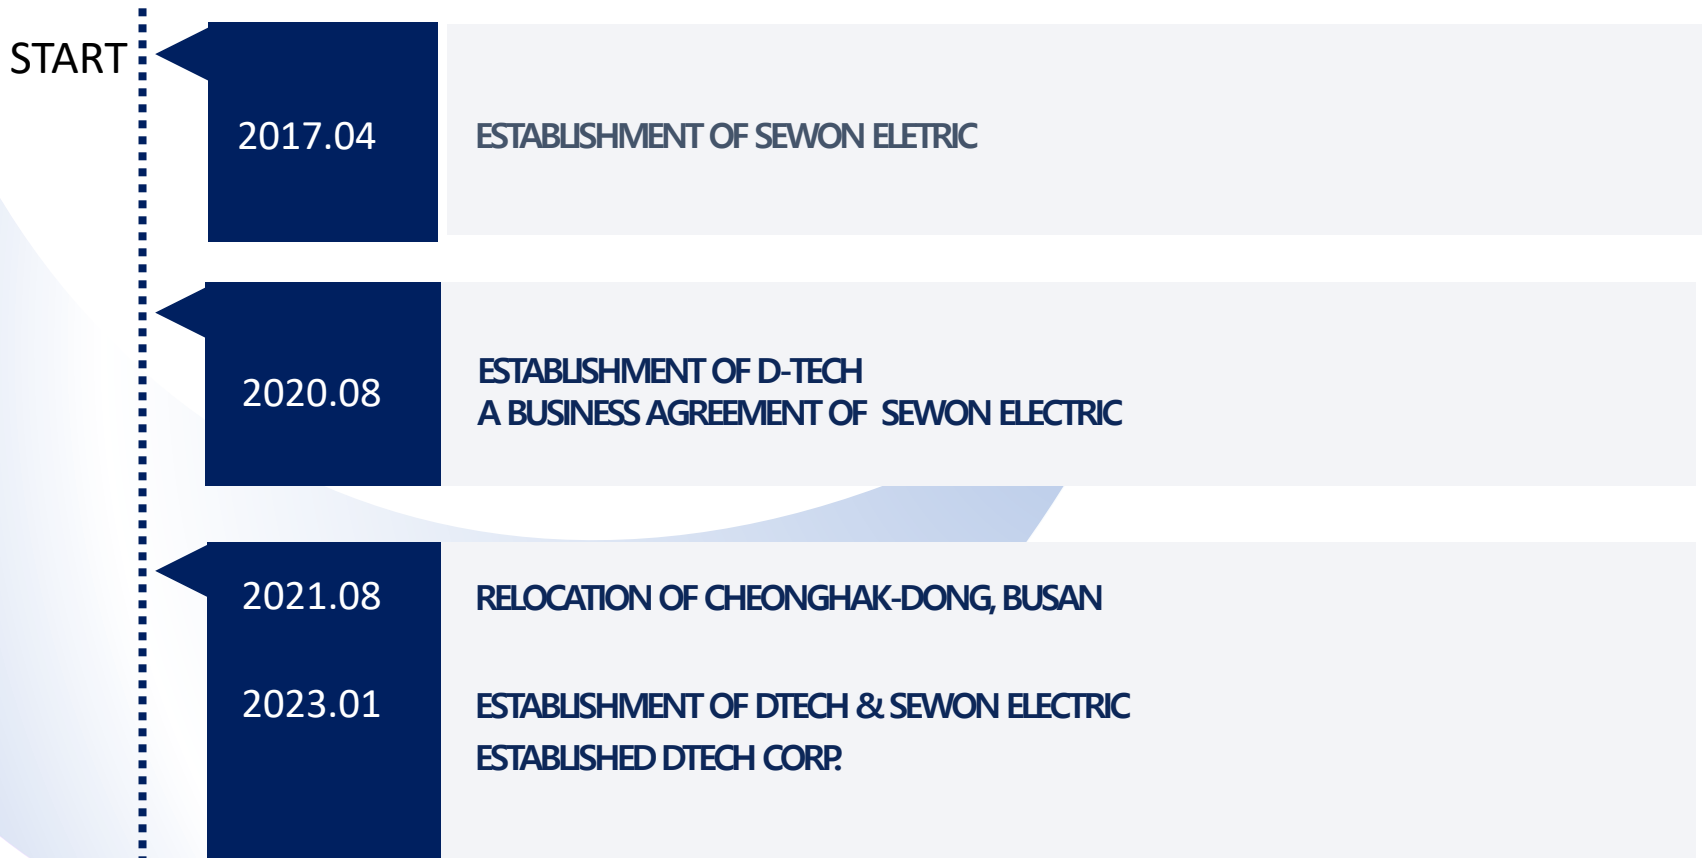 START
2017.04
ESTABLISHMENT OF SEWON ELETRIC
2020.08
ESTABLISHMENT OF D-TECH
A BUSINESS AGREEMENT OF SEWON ELECTRIC
2021.08
RELOCATION OF CHEONGHAK-DONG, BUSAN
2023.01
ESTABLISHMENT OF DTECH & SEWON ELECTRIC
ESTABLISHED DTECH CORP.